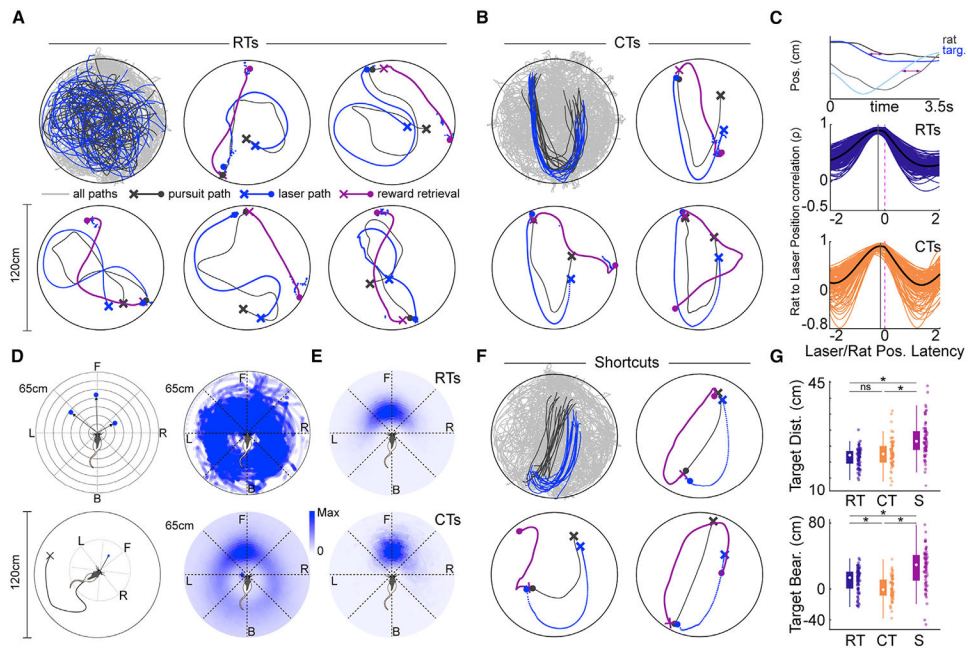 A
RTs
all paths
pursuit path
laser path
reward retrieval
120cm
B
CTs
C
rat
targ.
Pos. (cm)
time
3.5s
RTs
1
0
-0.5
-2
0
2
CTs
1
0
-0.8
-2
0
2
Rat to Laser Position correlation (ρ)
Laser/Rat Pos. Latency
D
F
65cm
L
R
B
65cm
F
L
R
B
120cm
L
F
R
65cm
F
L
R
B
Max
0
E
F
RTs
L
R
B
CTs
F
L
R
B
F
Shortcuts
G
Target Dist. (cm)
45
10
*
ns
*
RT
CT
S
Target Bear. (cm)
80
0
-40
*
*
*
RT
CT
S